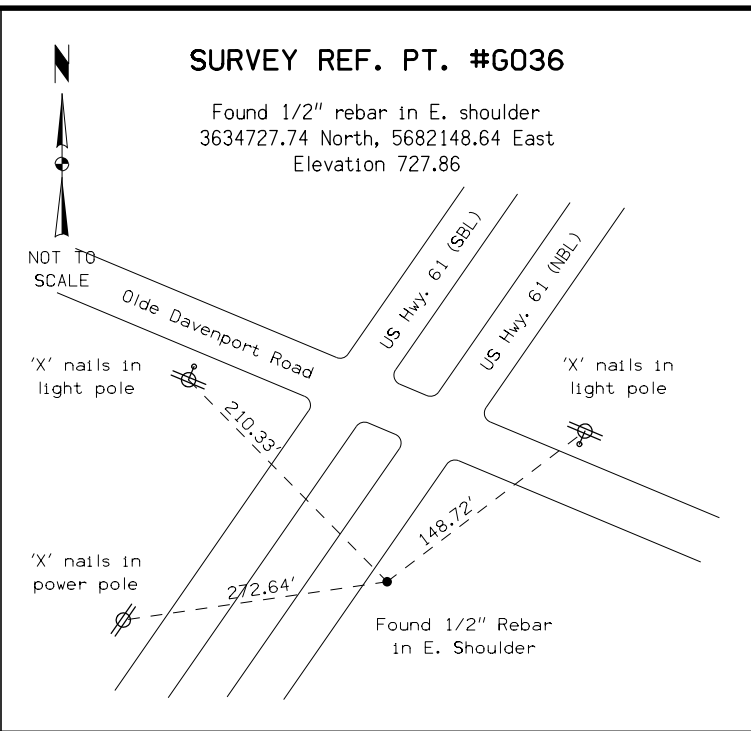 N
SURVEY REF. PT. #G036
Found 1/2" rebar in E. shoulder
3634727.74 North, 5682148.64 East
Elevation 727.86
NOT TO
SCALE
Olde Davenport Road
US Hwy. 61 (SBL)
US Hwy. 61 (NBL)
'X' nails in
light pole
'X' nails in
light pole
210.33'
148.72'
'X' nails in
power pole
272.64'
Found 1/2" Rebar
in E. Shoulder